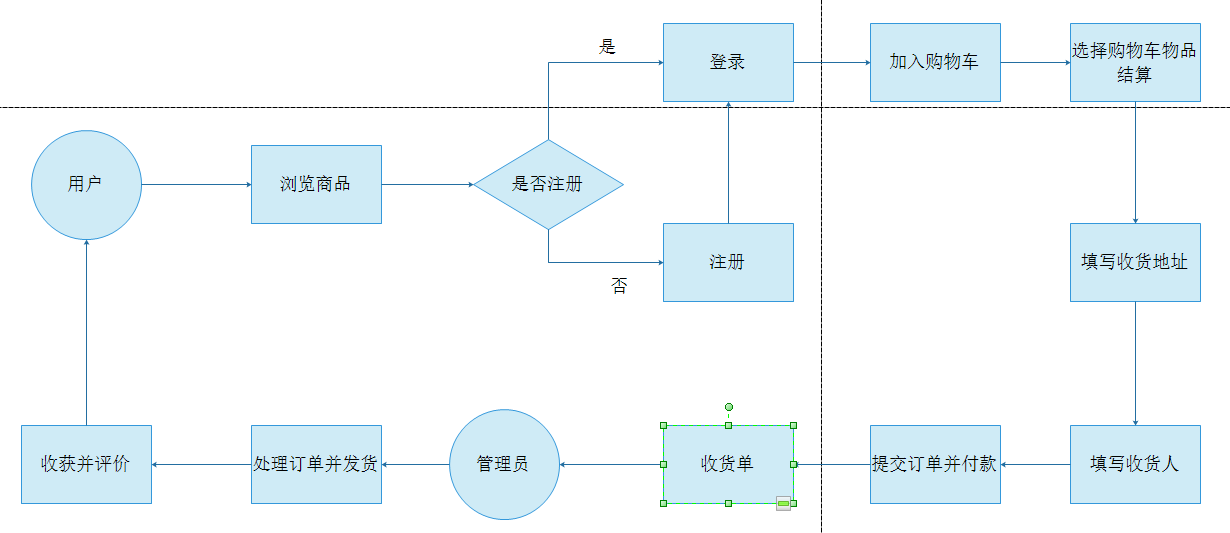 是
登录
加入购物车
选择购物车物品
结算
用户
浏览商品
是否注册
否
注册
填写收货地址
收获并评价
处理订单并发货
管理员
收货单
提交订单并付款
填写收货人